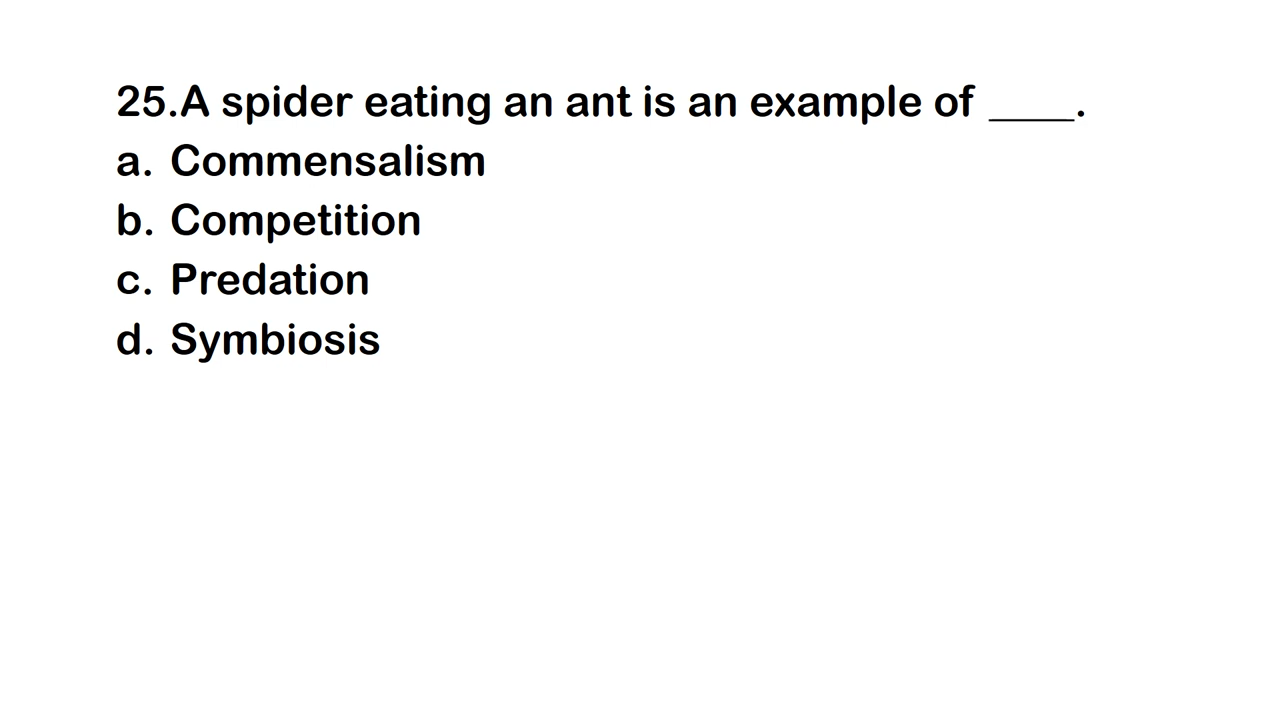 25.A spider eating an ant is an example of ____.
a. Commensalism
b. Competition
c. Predation
d. Symbiosis